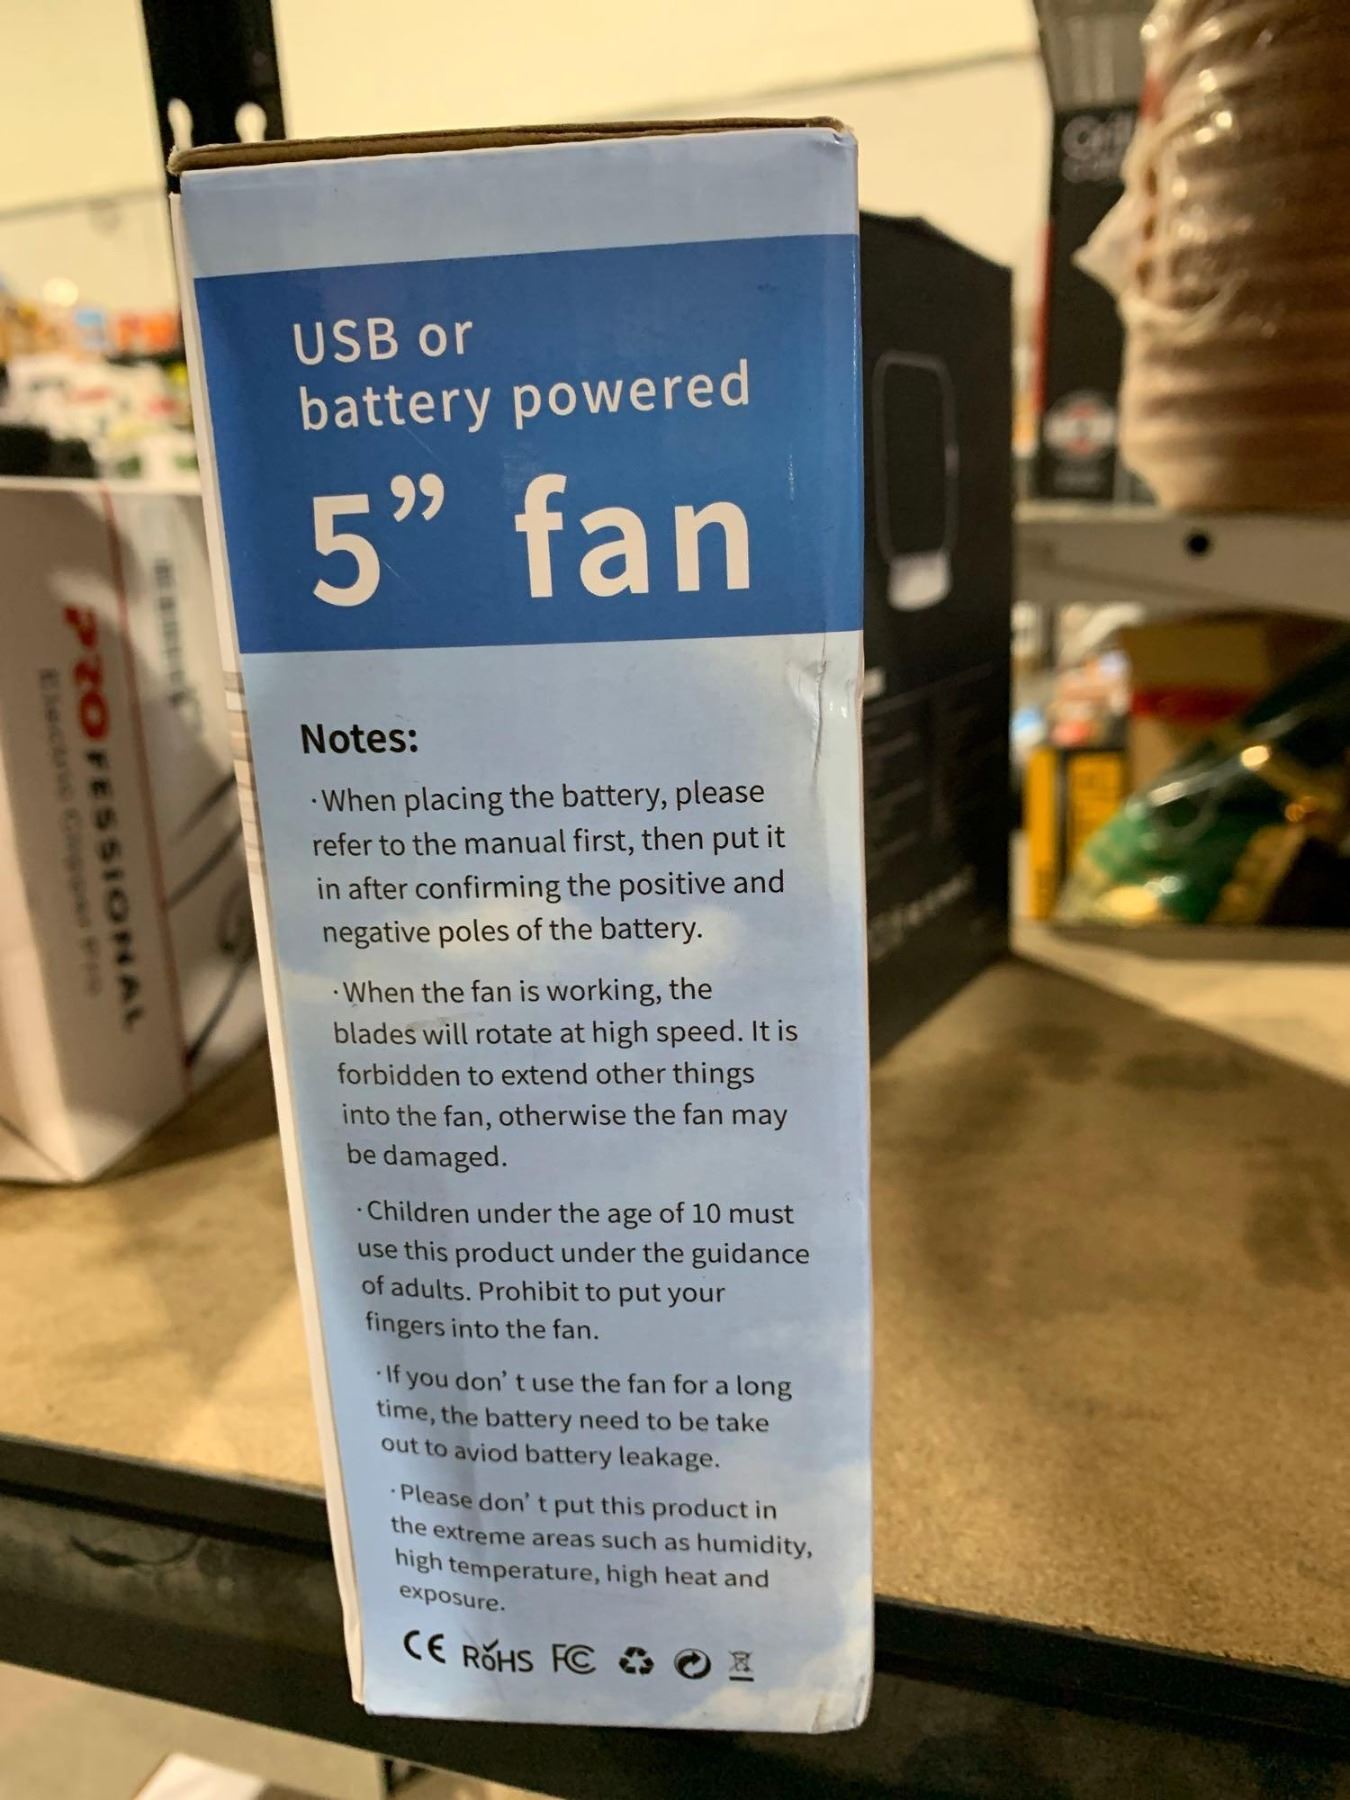 USB or
battery powered
5” fan
Notes:
·When placing the battery, please
refer to the manual first, then put it
in after confirming the positive and
negative poles of the battery.
·When the fan is working, the
blades will rotate at high speed. It is
forbidden to extend other things
into the fan, otherwise the fan may
be damaged.
·Children under the age of 10 must
use this product under the guidance
of adults. Prohibit to put your
fingers into the fan.
·If you don’ t use the fan for a long
time, the battery need to be take
out to aviod battery leakage.
·Please don’ t put this product in
the extreme areas such as humidity,
high temperature, high heat and
exposure.
CE RoHS FC
PROFESSIONAL